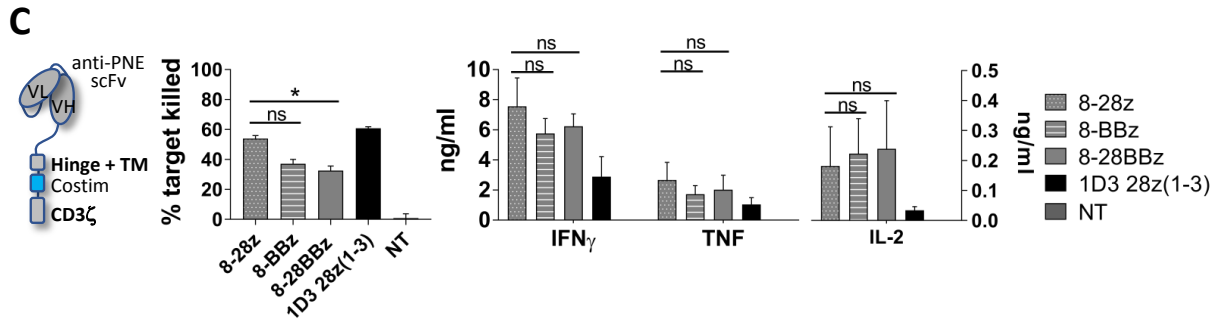 C
anti-PNE
scFv
VL
VH
Hinge + TM
Costim
CD3ζ
% target killed
100
80
60
40
20
0
*
ns
8-28z
8-BBz
8-28BBz
1D3 28z(1-3)
NT
ng/ml
10
8
6
4
2
0
ns
ns
IFNγ
ns
ns
TNF
ns
ns
IL-2
0.5
0.4
0.3
0.2
0.1
0.0
ng/ml
8-28z
8-BBz
8-28BBz
1D3 28z(1-3)
NT